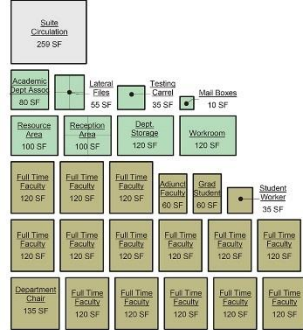 Suite
Circulation
259 SF
Academic
Dept Assoc
80 SF
Lateral
Files
55 SF
Testing
Carrel
35 SF
Mail Boxes
10 SF
Resource
Area
100 SF
Reception
Area
100 SF
Dept.
Storage
120 SF
Workroom
120 SF
Full Time
Faculty
120 SF
Full Time
Faculty
120 SF
Full Time
Faculty
120 SF
Adjunct
Faculty
60 SF
Grad
Student
60 SF
Student
Worker
35 SF
Full Time
Faculty
120 SF
Full Time
Faculty
120 SF
Full Time
Faculty
120 SF
Full Time
Faculty
120 SF
Full Time
Faculty
120 SF
Full Time
Faculty
120 SF
Department
Chair
135 SF
Full Time
Faculty
120 SF
Full Time
Faculty
120 SF
Full Time
Faculty
120 SF
Full Time
Faculty
120 SF
Full Time
Faculty
120 SF